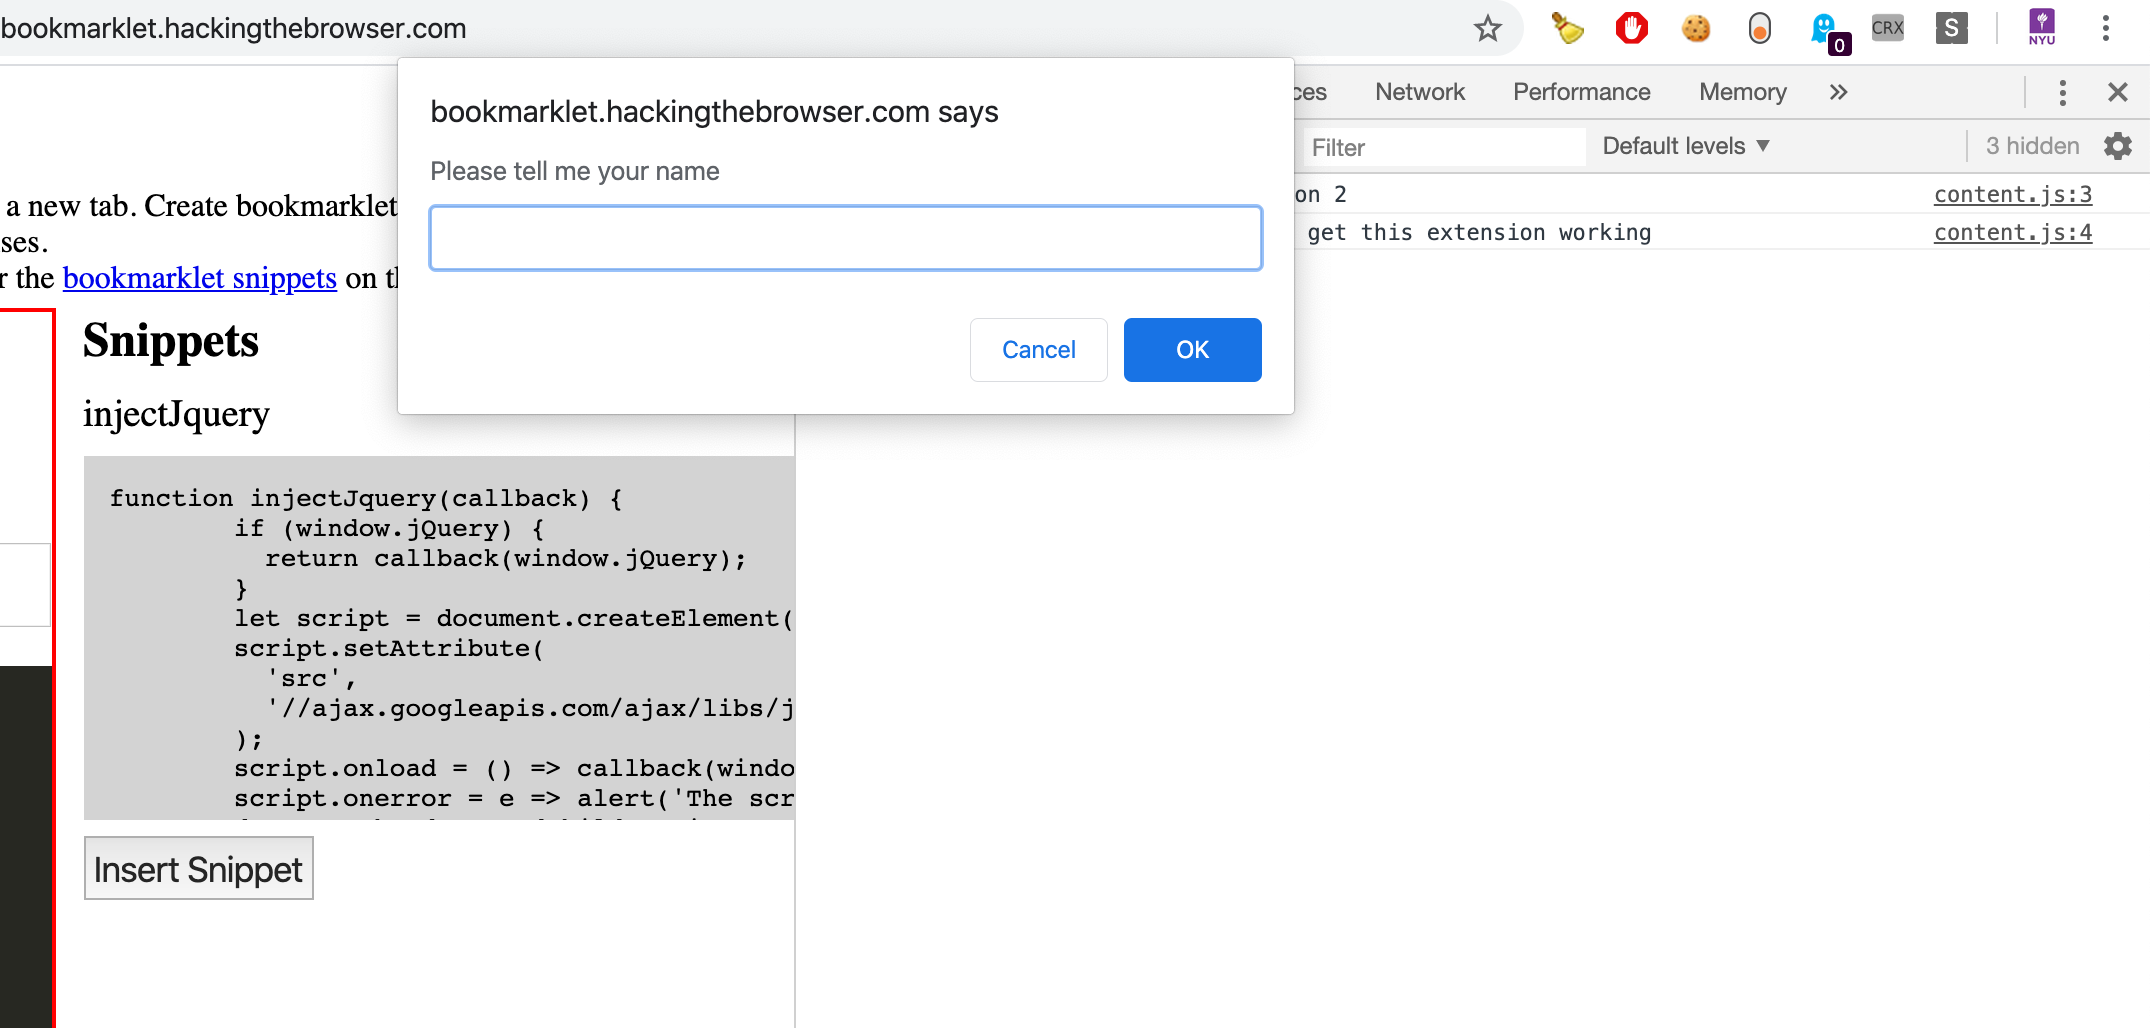 bookmarklet.hackingthebrowser.com
0
CRX
S
NYU
bookmarklet.hackingthebrowser.com says
Please tell me your name
Cancel
OK
ces Network Performance Memory »
Filter Default levels ▼ 3 hidden
on 2 content.js:3
get this extension working content.js:4
a new tab. Create bookmarklet
ses.
r the bookmarklet snippets on th
Snippets
injectJquery
function injectJquery(callback) {
if (window.jQuery) {
return callback(window.jQuery);
}
let script = document.createElement(
script.setAttribute(
'src',
'//ajax.googleapis.com/ajax/libs/j
);
script.onload = () => callback(windo
script.onerror = e => alert('The scr
Insert Snippet